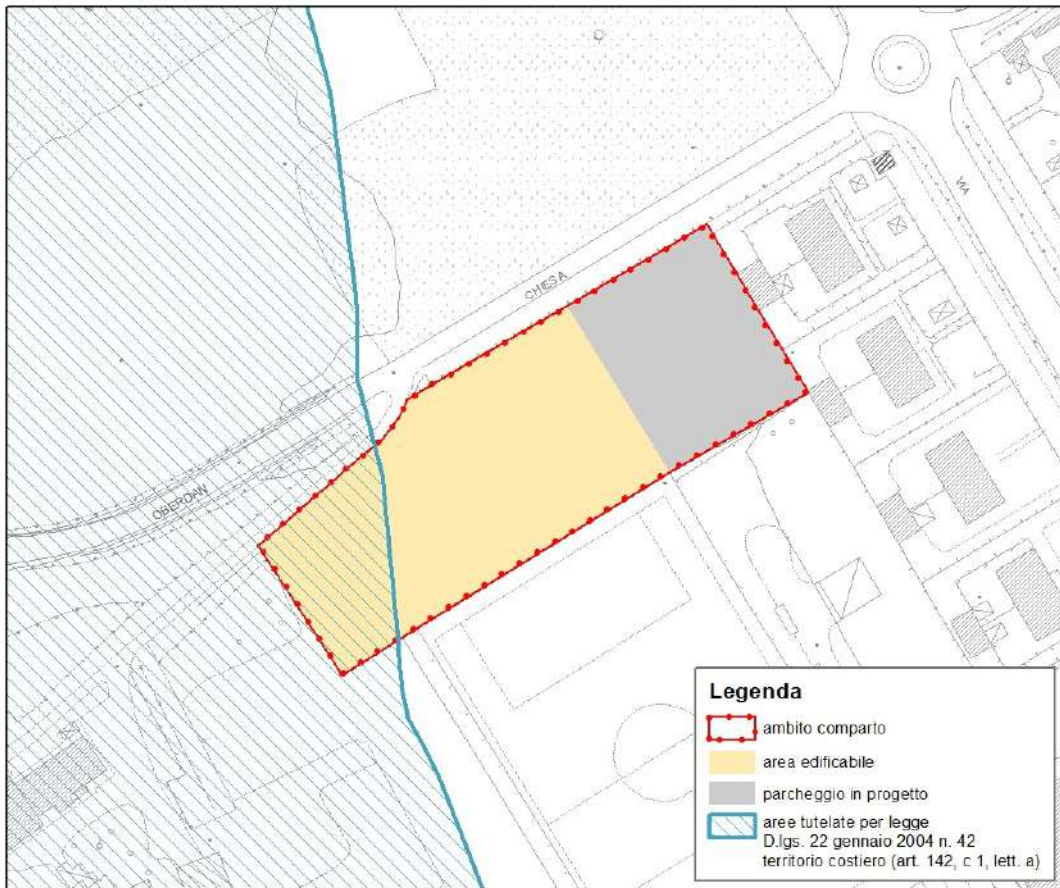 CHIESA
OBERDAN
VIA
Legenda
ambito comparto
area edificabile
parcheggio in progetto
aree tutelate per legge
D.lgs. 22 gennaio 2004 n. 42
territorio costiero (art. 142, c 1, lett. a)